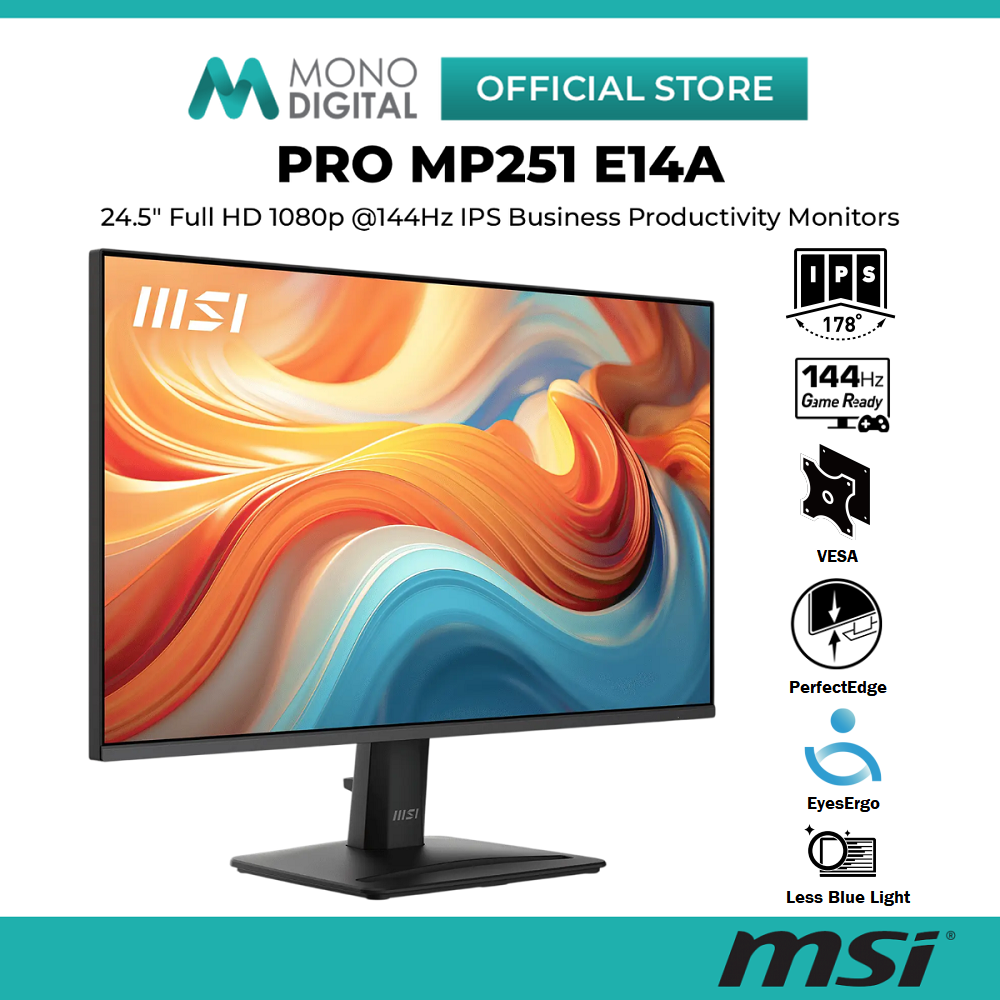 MONO
DIGITAL
OFFICIAL STORE
PRO MP251 E14A
24.5" Full HD 1080p @144Hz IPS Business Productivity Monitors
msi
IPS
178°
144Hz
Game Ready
VESA
PerfectEdge
EyesErgo
msi
Less Blue Light
msi®